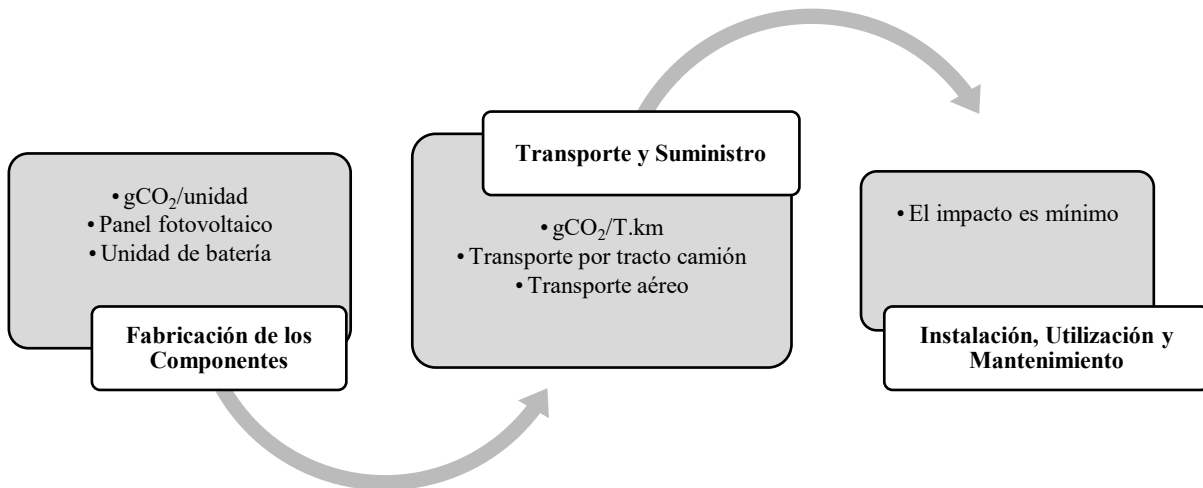 • gCO₂/unidad
• Panel fotovoltaico
• Unidad de batería
Fabricación de los
Componentes
Transporte y Suministro
• gCO₂/T.km
• Transporte por tracto camión
• Transporte aéreo
• El impacto es mínimo
Instalación, Utilización y
Mantenimiento